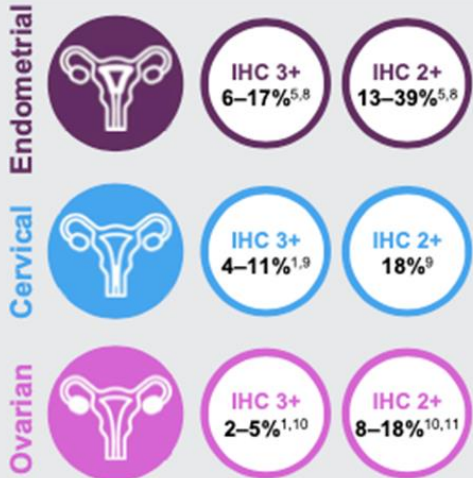 Endometrial
IHC 3+
6–17%5,8
IHC 2+
13–39%5,8
Cervical
IHC 3+
4–11%1,9
IHC 2+
18%9
Ovarian
IHC 3+
2–5%1,10
IHC 2+
8–18%10,11